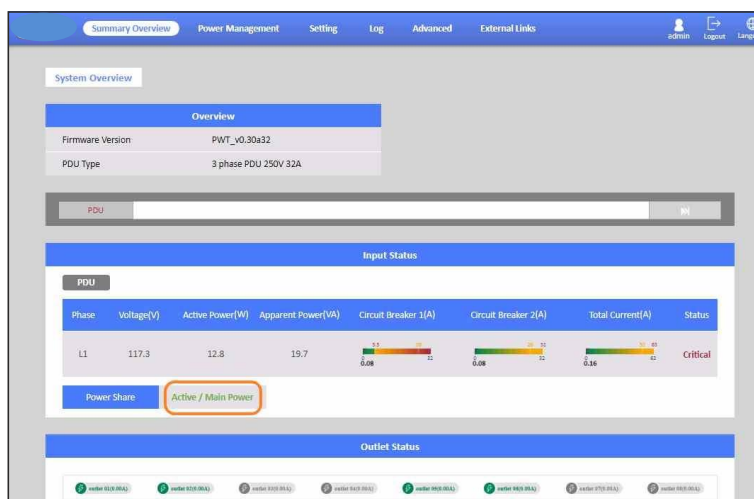 Summary Overview Power Management Setting Log Advanced External Links admin Logout
System Overview
Overview
Firmware Version PWT_v0.30a32
PDU Type 3 phase PDU 250V 32A
PDU
Input Status
PDU
Phase Voltage(V) Active Power(W) Apparent Power(VA) Circuit Breaker 1(A) Circuit Breaker 2(A) Total Current(A) Status
L1 117.3 12.8 19.7 0.08 32 0.08 32 0.16 Critical
Power Share Active / Main Power
Outlet Status